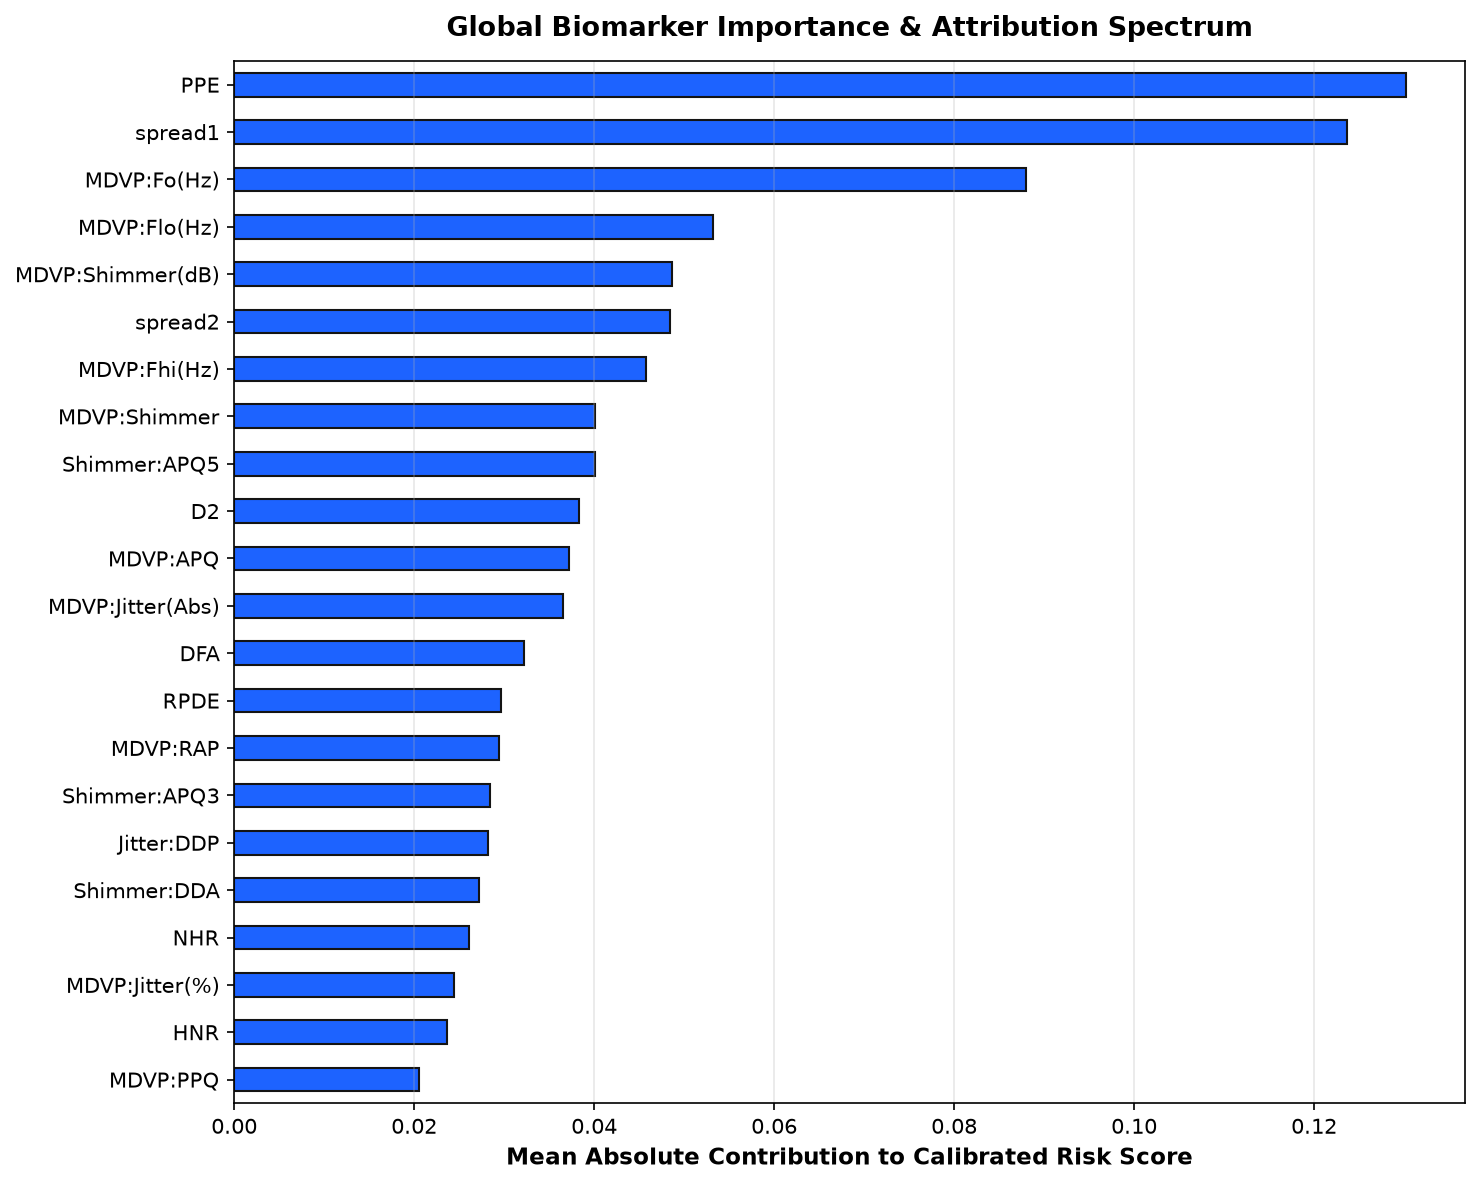 Global Biomarker Importance & Attribution Spectrum
PPE
spread1
MDVP:Fo(Hz)
MDVP:Flo(Hz)
MDVP:Shimmer(dB)
spread2
MDVP:Fhi(Hz)
MDVP:Shimmer
Shimmer:APQ5
D2
MDVP:APQ
MDVP:Jitter(Abs)
DFA
RPDE
MDVP:RAP
Shimmer:APQ3
Jitter:DDP
Shimmer:DDA
NHR
MDVP:Jitter(%)
HNR
MDVP:PPQ
0.00 0.02 0.04 0.06 0.08 0.10 0.12
Mean Absolute Contribution to Calibrated Risk Score